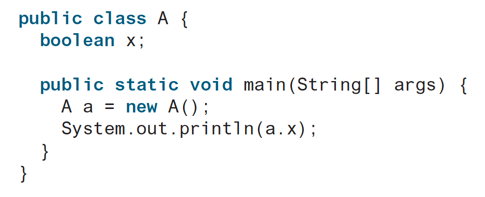 public class A {
boolean x;
public static void main(String[] args) {
A a = new A();
System.out.println(a.x);
}
}